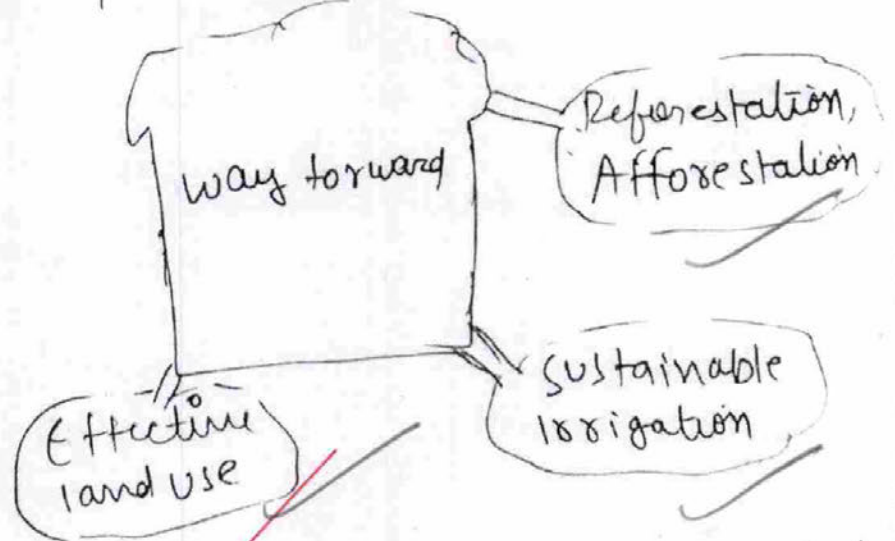 way forward
Reforestation,
Afforestation
sustainable
irrigation
Effective
land use